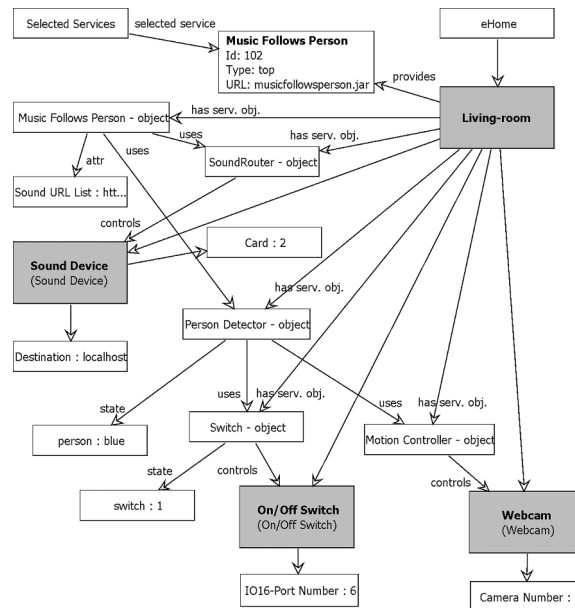 Selected Services
selected service
eHome
Music Follows Person
Id: 102
Type: top
URL: musicfollowsperson.jar
provides
Living-room
Music Follows Person - object
has serv. obj.
uses
has serv. obj.
attr
uses
SoundRouter - object
Sound URL List : htt...
controls
Card : 2
Sound Device
(Sound Device)
has serv. obj.
Person Detector - object
Destination : localhost
uses
has serv. obj.
uses
has serv. obj.
state
person : blue
Switch - object
Motion Controller - object
state
controls
controls
switch : 1
On/Off Switch
(On/Off Switch)
Webcam
(Webcam)
IO16-Port Number : 6
Camera Number :